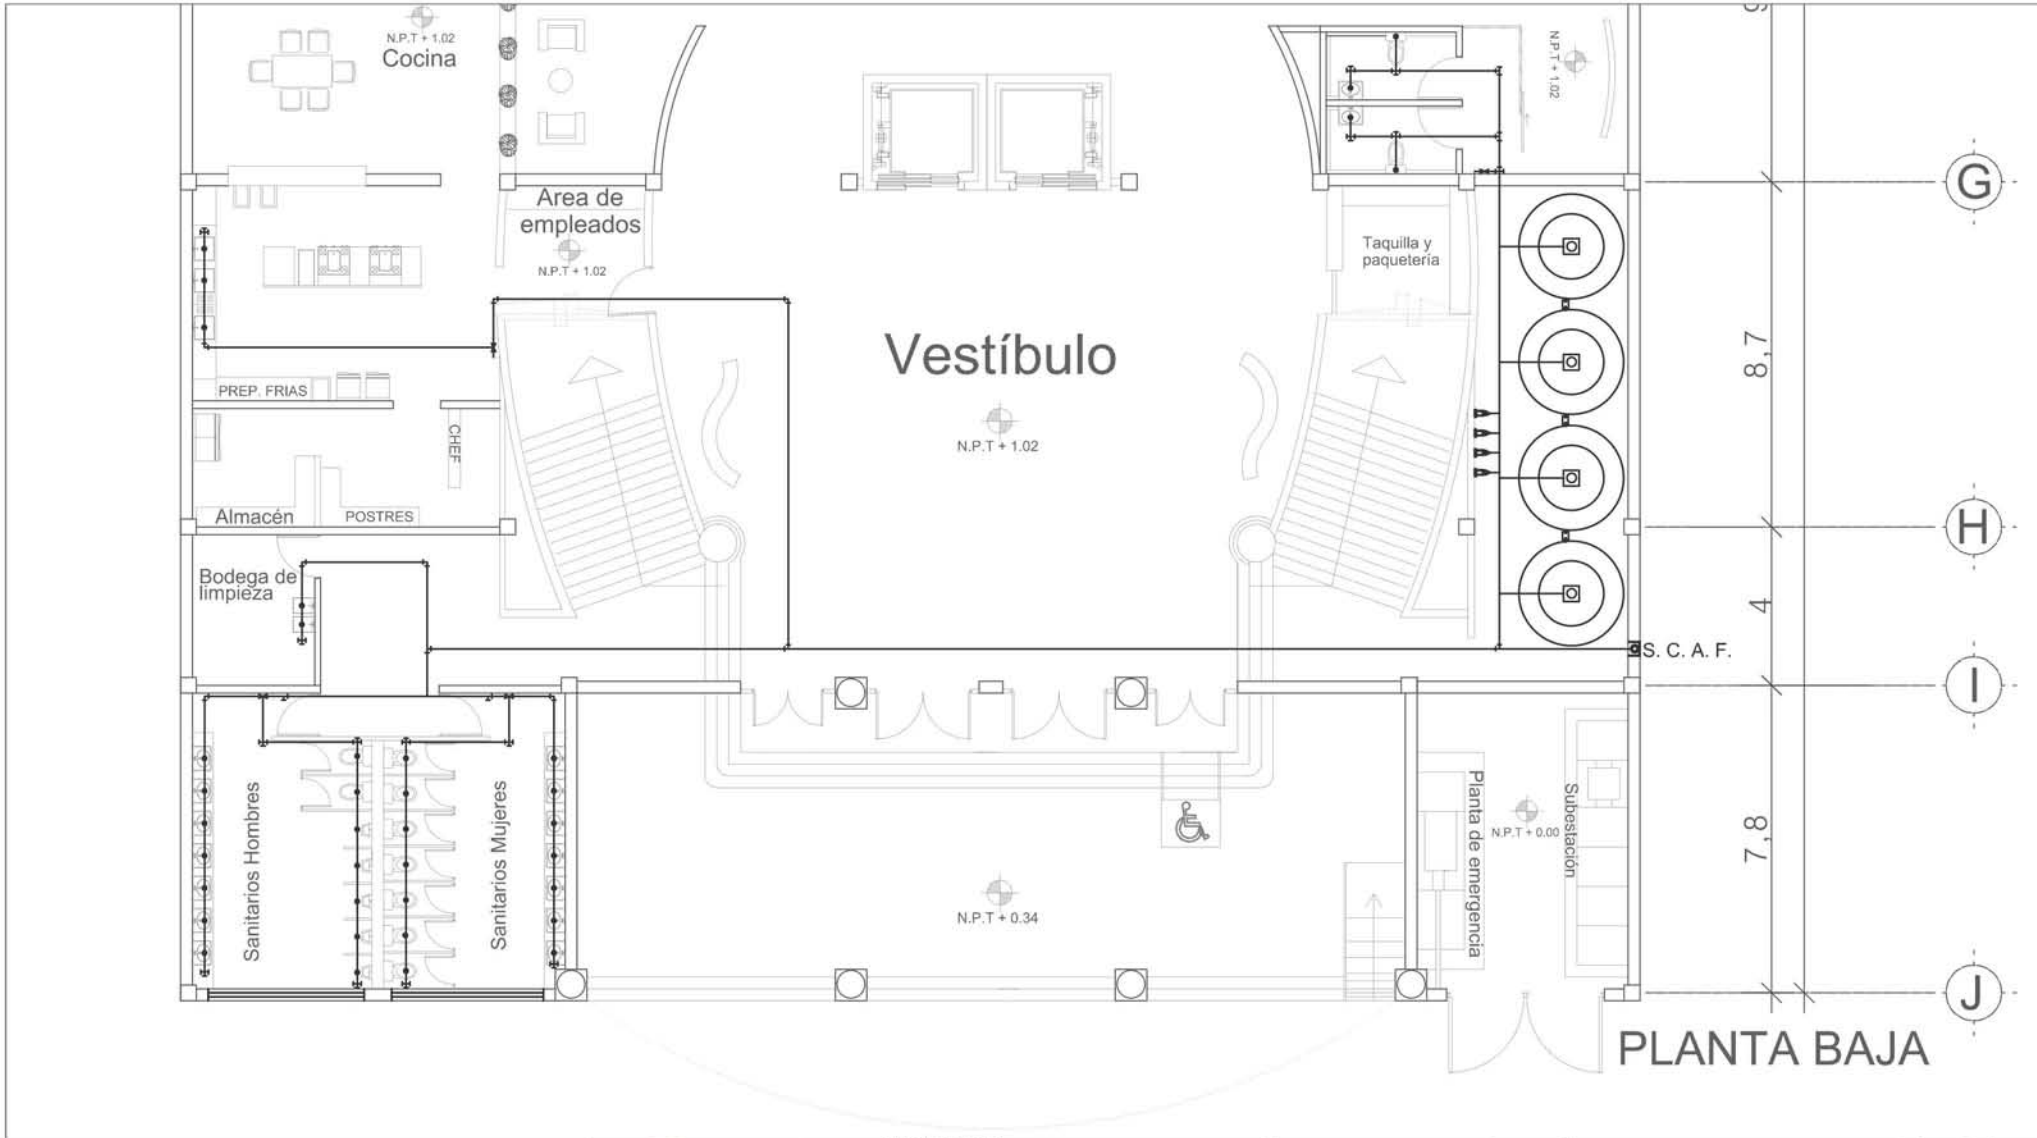 N.P.T + 1.02
Cocina
N.P.T + 1.02
Area de
empleados
N.P.T + 1.02
Taquilla y
paquetería
G
Vestíbulo
N.P.T + 1.02
8,7
PREP. FRIAS
CHEF
Almacén
POSTRES
H
Bodega de
limpieza
4
S. C. A. F.
I
Sanitarios Hombres
Sanitarios Mujeres
Planta de emergencia
N.P.T + 0.00
Subestación
7,8
N.P.T + 0.34
J
PLANTA BAJA